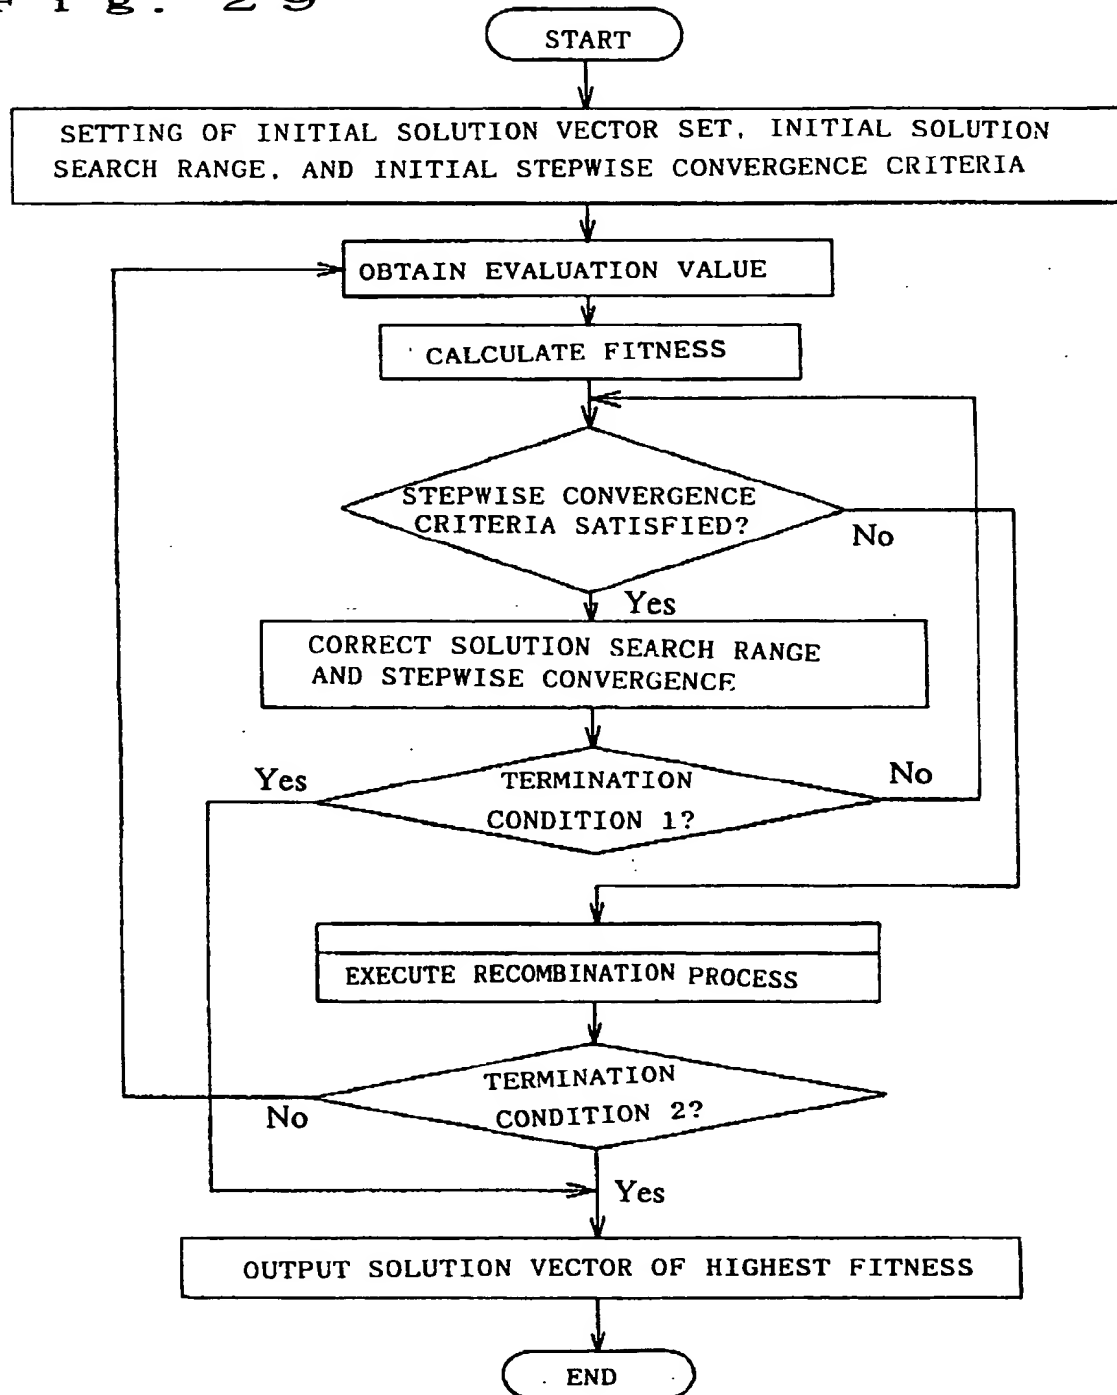 Fig. 29
START
SETTING OF INITIAL SOLUTION VECTOR SET, INITIAL SOLUTION
SEARCH RANGE, AND INITIAL STEPWISE CONVERGENCE CRITERIA
OBTAIN EVALUATION VALUE
CALCULATE FITNESS
STEPWISE CONVERGENCE
CRITERIA SATISFIED?
No
Yes
CORRECT SOLUTION SEARCH RANGE
AND STEPWISE CONVERGENCE
Yes
TERMINATION
No
CONDITION 1?
EXECUTE RECOMBINATION PROCESS
TERMINATION
CONDITION 2?
No
Yes
OUTPUT SOLUTION VECTOR OF HIGHEST FITNESS
END